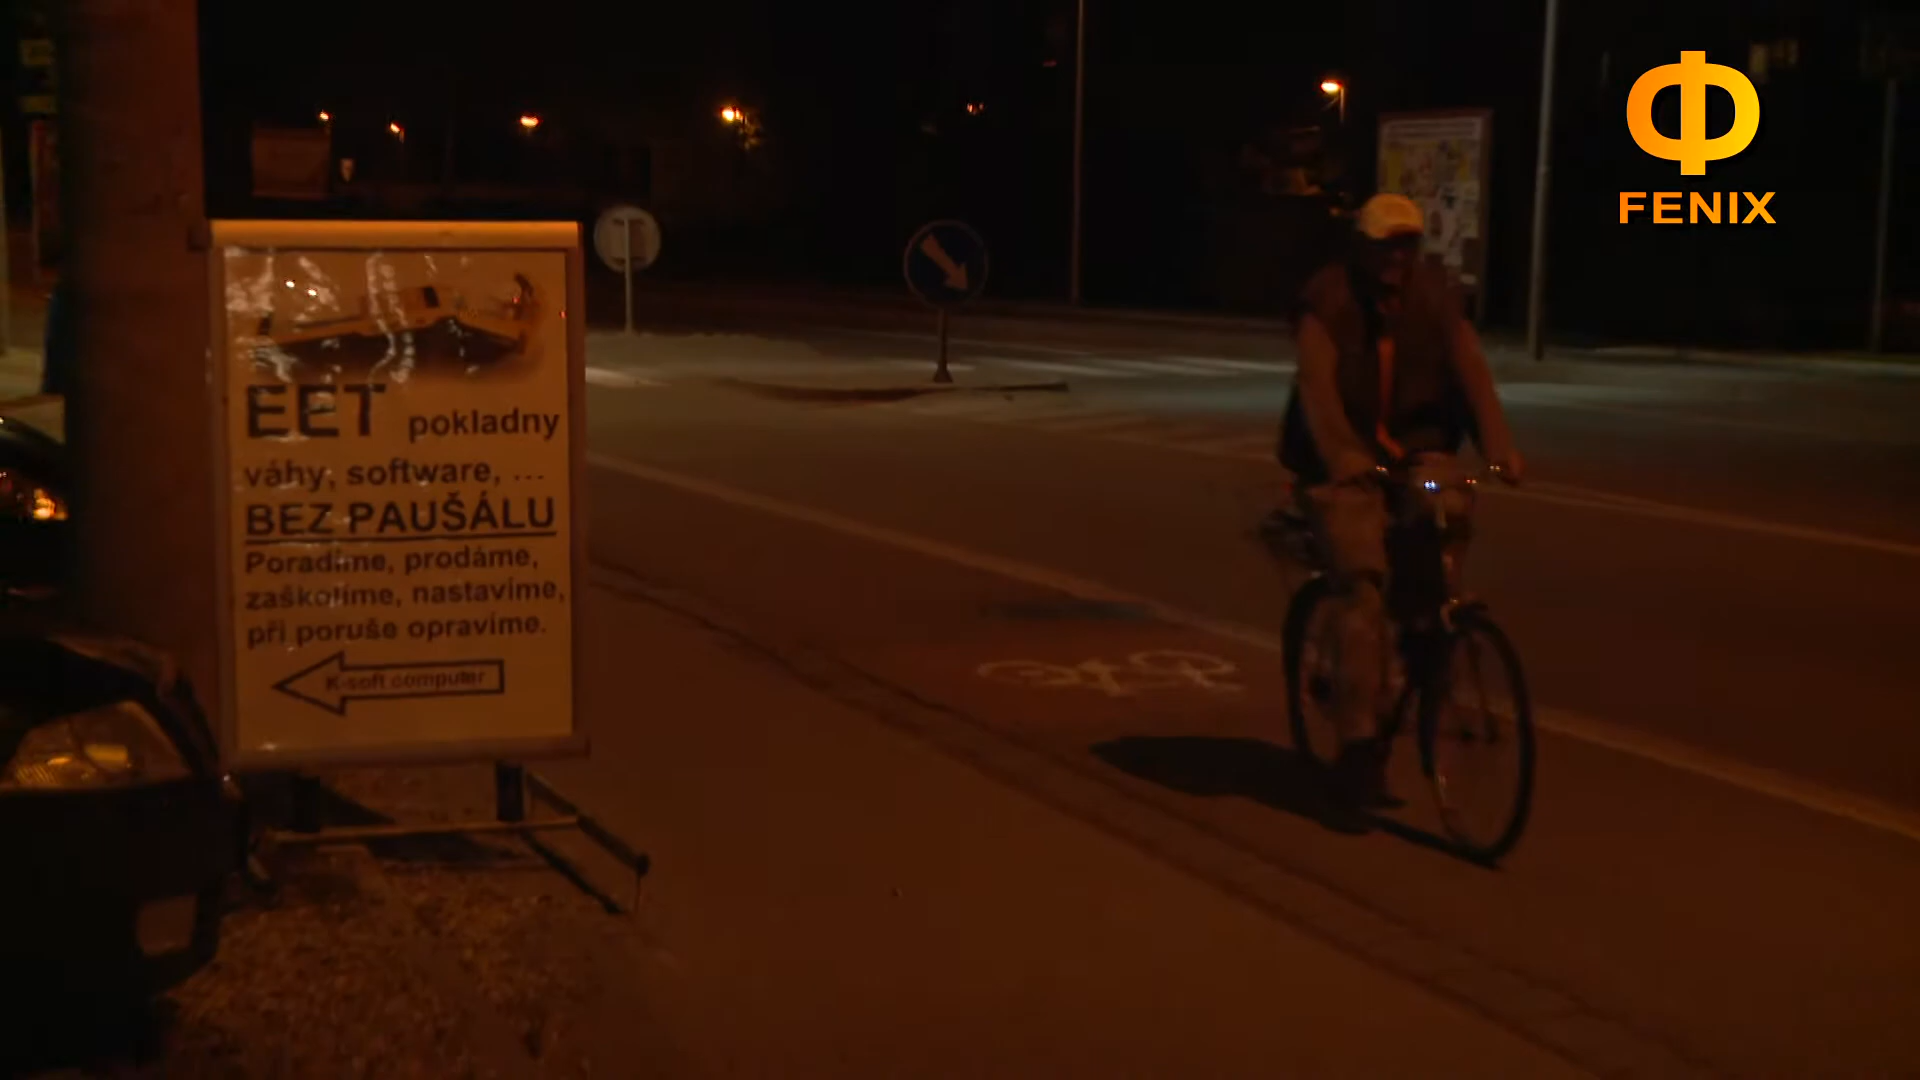 EET pokladny
váhy, software, ...
BEZ PAUŠÁLU
Poradíme, prodáme,
zaškolíme, nastavíme,
při poruše opravíme.
K-soft computer
Ф
FENIX